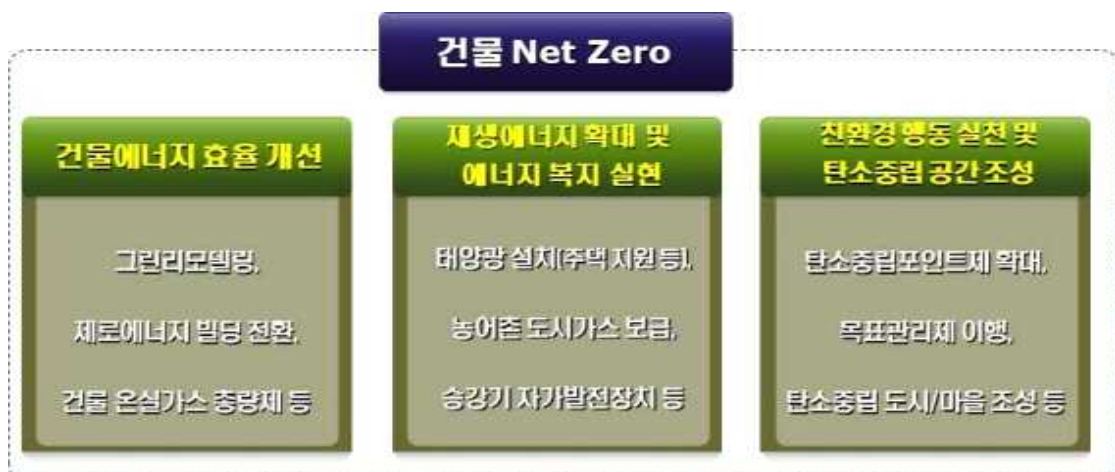 건물 Net Zero
건물에너지 효율 개선
그린리모델링,
제로에너지 빌딩 전환,
건물 온실가스 총량제 등
재생에너지 확대 및
에너지 복지 실현
태양광 설치(주택 지원 등),
농어촌 도시가스 보급,
승강기 자가발전장치 등
친환경 행동 실천 및
탄소중립 공간 조성
탄소중립포인트제 확대,
목표관리제 이행,
탄소중립 도시/마을 조성 등